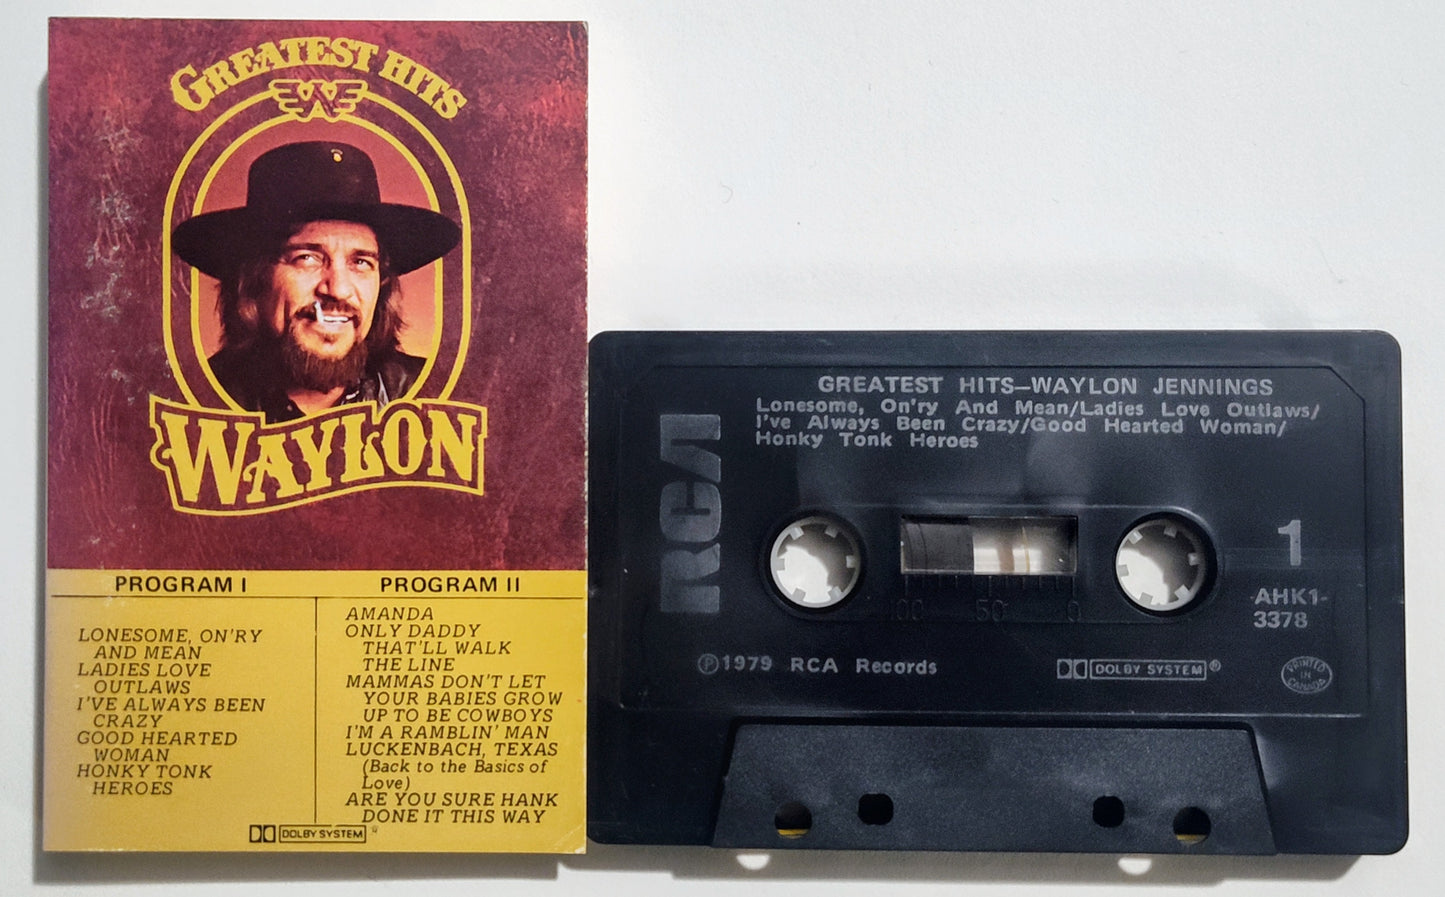 GREATEST HITS
W
WAYLON
PROGRAM I
LONESOME, ON'RY
AND MEAN
LADIES LOVE
OUTLAWS
I'VE ALWAYS BEEN
CRAZY
GOOD HEARTED
WOMAN
HONKY TONK
HEROES
PROGRAM II
AMANDA
ONLY DADDY
THAT'LL WALK
THE LINE
MAMMAS DON'T LET
YOUR BABIES GROW
UP TO BE COWBOYS
I'M A RAMBLIN' MAN
LUCKENBACH, TEXAS
(Back to the Basics of
Love)
ARE YOU SURE HANK
DONE IT THIS WAY
DOLBY SYSTEM ®
RCA
GREATEST HITS–WAYLON JENNINGS
Lonesome, On'ry And Mean/Ladies Love Outlaws/
I've Always Been Crazy/Good Hearted Woman/
Honky Tonk Heroes
1
AHK1-
3378
100 50 0
℗1979 RCA Records
DOLBY SYSTEM ®
PRINTED
IN
CANADA